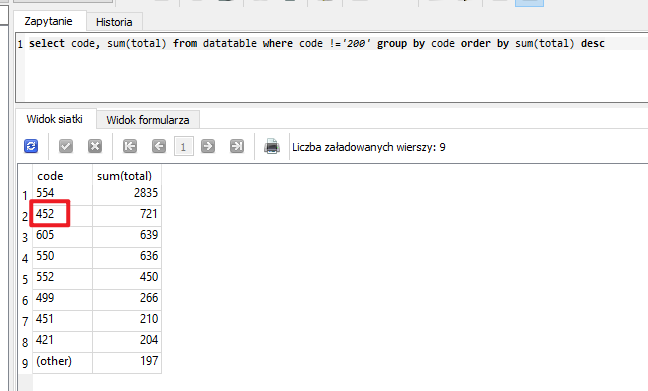 Zapytanie Historia
1 select code, sum(total) from datatable where code !='200' group by code order by sum(total) desc
Widok siatki Widok formularza
1 Liczba załadowanych wierszy: 9
code sum(total)
1 554 2835
2 452 721
3 605 639
4 550 636
5 552 450
6 499 266
7 451 210
8 421 204
9 (other) 197